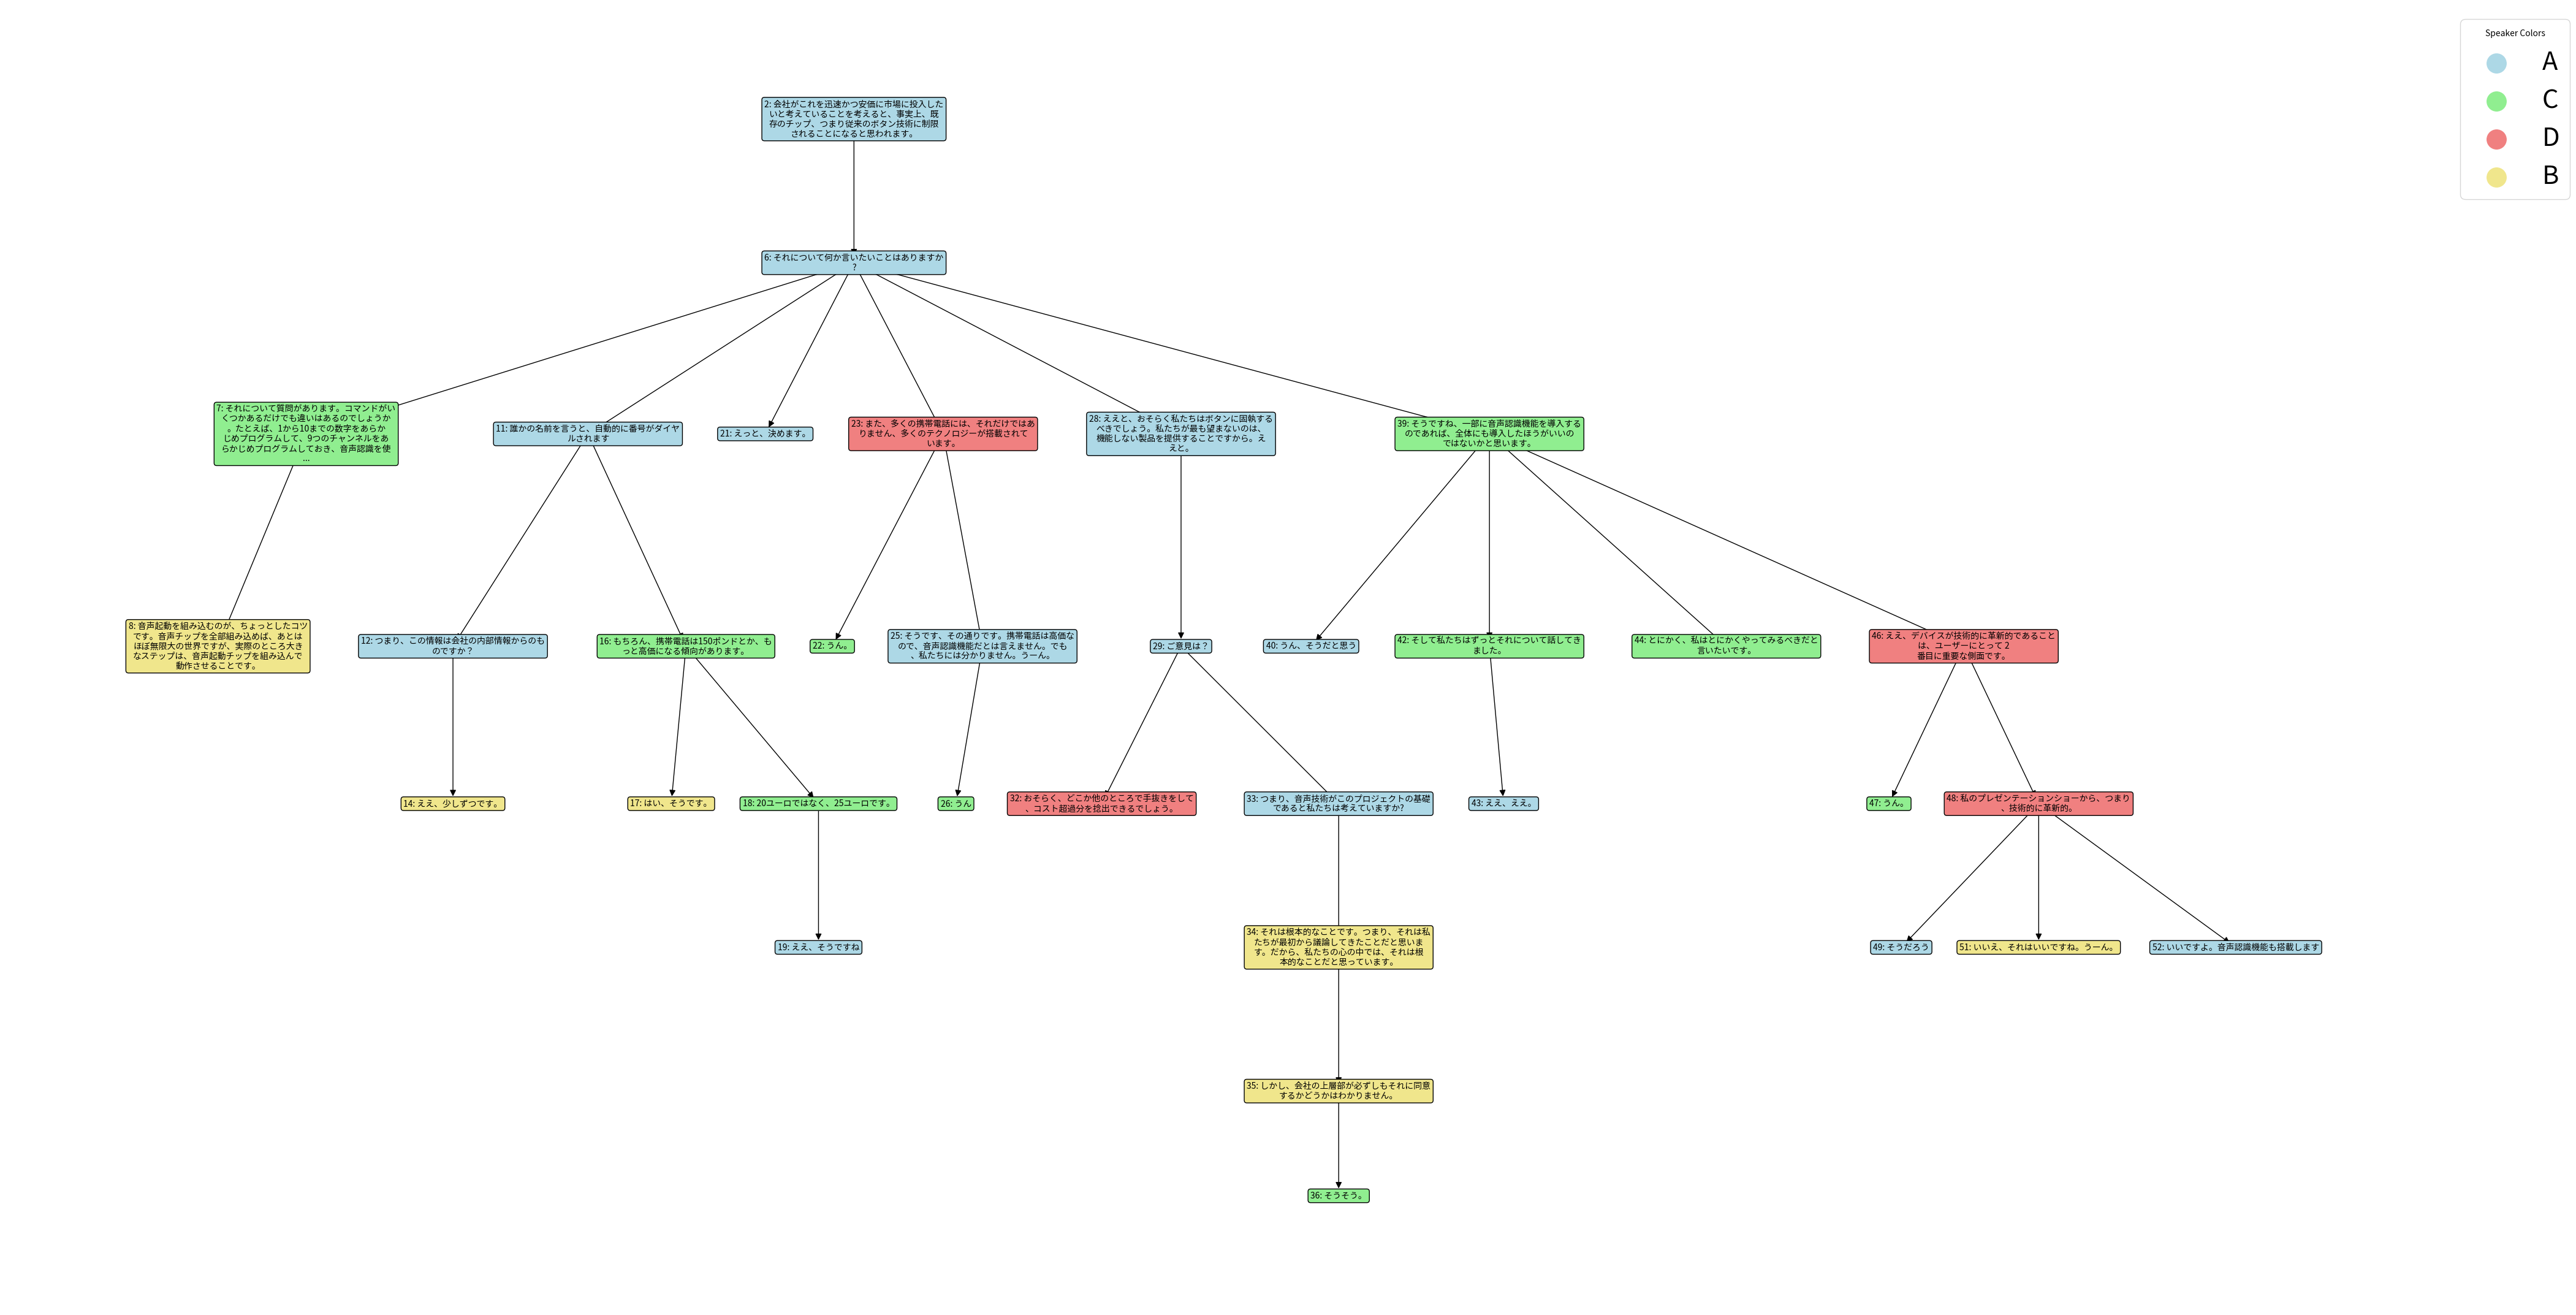 Speaker Colors
A
C
D
B
2: 会社がこれを迅速かつ安価に市場に投入した
いと考えていることを考えると、事実上、既
存のチップ、つまり従来のボタン技術に制限
されることになると思われます。
6: それについて何か言いたいことはありますか
?
7: それについて質問があります。コマンドがい
くつかあるだけでも違いはあるのでしょうか
。たとえば、1から10までの数字をあらか
じめプログラムして、9つのチャンネルをあ
らかじめプログラムしておき、音声認識を使
...
11: 誰かの名前を言うと、自動的に番号がダイヤ
ルされます
21: えっと、決めます。
23: また、多くの携帯電話には、それだけではあ
りません、多くのテクノロジーが搭載されて
います。
28: ええと、おそらく私たちはボタンに固執する
べきでしょう。私たちが最も望まないのは、
機能しない製品を提供することですから。え
えと。
39: そうですね、一部に音声認識機能を導入する
のであれば、全体にも導入したほうがいいの
ではないかと思います。
8: 音声起動を組み込むのが、ちょっとしたコツ
です。音声チップを全部組み込めば、あとは
ほぼ無限大の世界ですが、実際のところ大き
なステップは、音声起動チップを組み込んで
動作させることです。
12: つまり、この情報は会社の内部情報からのも
のですか？
16: もちろん、携帯電話は150ポンドとか、も
っと高価になる傾向があります。
22: うん。
25: そうです、その通りです。携帯電話は高価な
ので、音声認識機能だとは言えません。でも
、私たちには分かりません。うーん。
29: ご意見は？
40: うん、そうだと思う
42: そして私たちはずっとそれについて話してき
ました。
44: とにかく、私はとにかくやってみるべきだと
言いたいです。
46: ええ、デバイスが技術的に革新的であること
は、ユーザーにとって 2
番目に重要な側面です。
14: ええ、少しずつです。
17: はい、そうです。
18: 20ユーロではなく、25ユーロです。
26: うん
32: おそらく、どこか他のところで手抜きをして
、コスト超過分を捻出できるでしょう。
33: つまり、音声技術がこのプロジェクトの基礎
であると私たちは考えていますか?
43: ええ、ええ。
47: うん。
48: 私のプレゼンテーションショーから、つまり
、技術的に革新的。
19: ええ、そうですね
34: それは根本的なことです。つまり、それは私
たちが最初から議論してきたことだと思いま
す。だから、私たちの心の中では、それは根
本的なことだと思っています。
49: そうだろう
51: いいえ、それはいいですね。うーん。
52: いいですよ。音声認識機能も搭載します
35: しかし、会社の上層部が必ずしもそれに同意
するかどうかはわかりません。
36: そうそう。